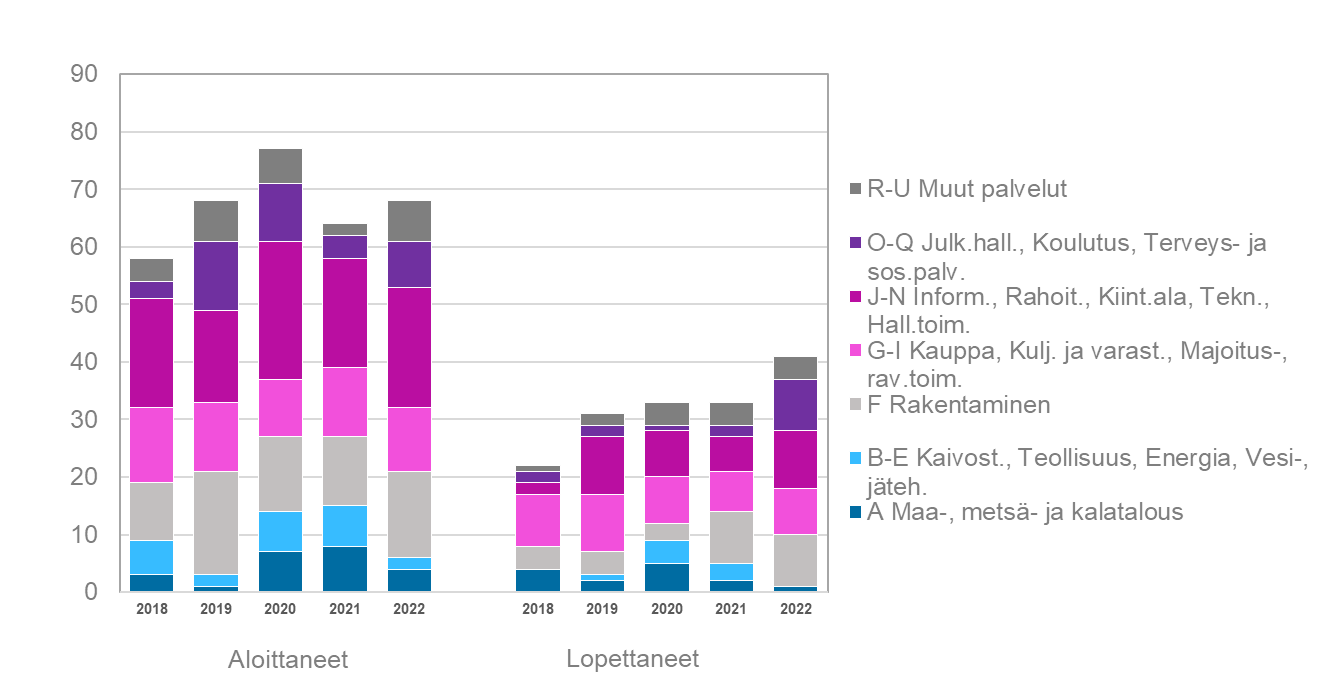 90
80
70
60
50
40
30
20
10
0
2018 2019 2020 2021 2022 2018 2019 2020 2021 2022
Aloittaneet Lopettaneet
R-U Muut palvelut
O-Q Julk.hall., Koulutus, Terveys- ja
sos.palv.
J-N Inform., Rahoit., Kiint.ala, Tekn.,
Hall.toim.
G-I Kauppa, Kulj. ja varast., Majoitus-,
rav.toim.
F Rakentaminen
B-E Kaivost., Teollisuus, Energia, Vesi-,
jäteh.
A Maa-, metsä- ja kalatalous